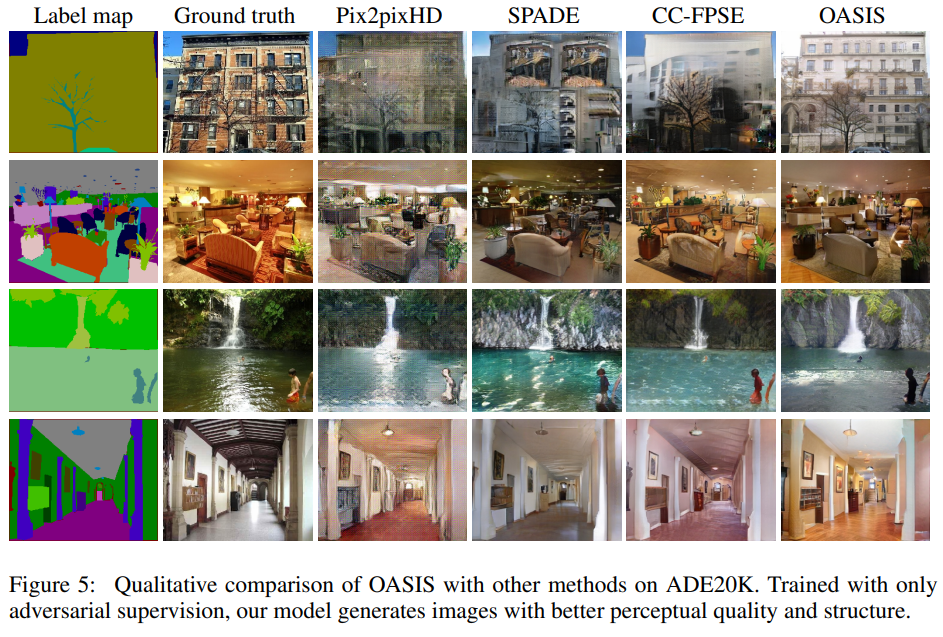 Label map Ground truth Pix2pixHD SPADE CC-FPSE OASIS
Figure 5: Qualitative comparison of OASIS with other methods on ADE20K. Trained with only
adversarial supervision, our model generates images with better perceptual quality and structure.